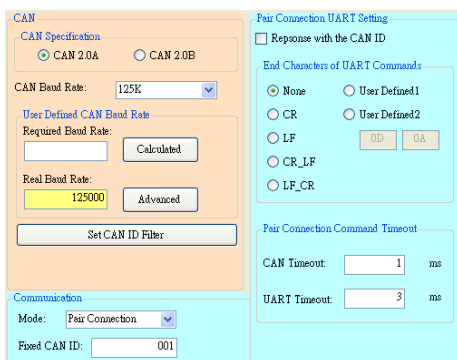 CAN
CAN Specification
CAN 2.0A CAN 2.0B
CAN Baud Rate: 125K
User Defined CAN Baud Rate
Required Baud Rate:
Calculated
Real Baud Rate:
125000 Advanced
Set CAN ID Filter
Communication
Mode: Pair Connection
Fixed CAN ID: 001
Pair Connection UART Setting
Repsonse with the CAN ID
End Characters of UART Commands
None User Defined1
CR User Defined2
LF 0D 0A
CR_LF
LF_CR
Pair Connection Command Timeout
CAN Timeout: 1 ms
UART Timeout: 3 ms